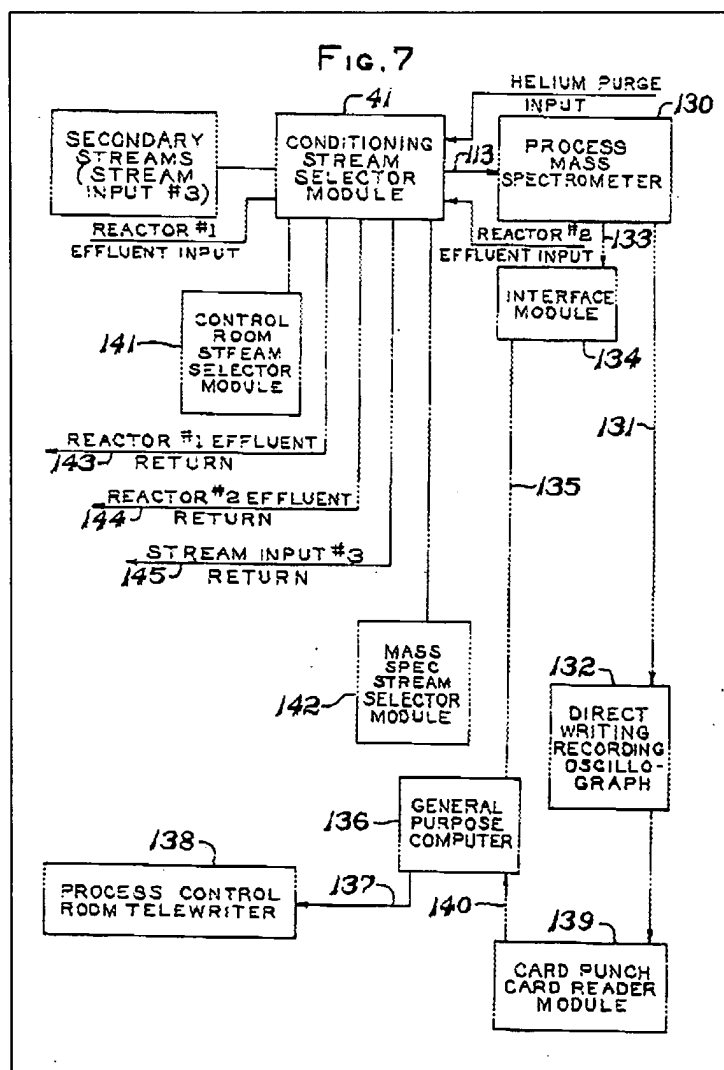 FIG. 7
41
HELIUM PURGE
INPUT
130
SECONDARY
STREAMS
(STREAM
INPUT #3)
CONDITIONING
STREAM
SELECTOR
MODULE
113
PROCESS
MASS
SPECTROMETER
REACTOR #1
EFFLUENT INPUT
REACTOR #2
EFFLUENT INPUT
133
INTERFACE
MODULE
134
141
CONTROL
ROOM
STREAM
SELECTOR
MODULE
131
REACTOR #1 EFFLUENT
143
RETURN
135
REACTOR #2 EFFLUENT
144
RETURN
STREAM INPUT #3
145
RETURN
142
MASS
SPEC
STREAM
SELECTOR
MODULE
132
DIRECT
WRITING
RECORDING
OSCILLO-
GRAPH
136
GENERAL
PURPOSE
COMPUTER
138
PROCESS CONTROL
ROOM TELEWRITER
137
140
139
CARD PUNCH
CARD READER
MODULE